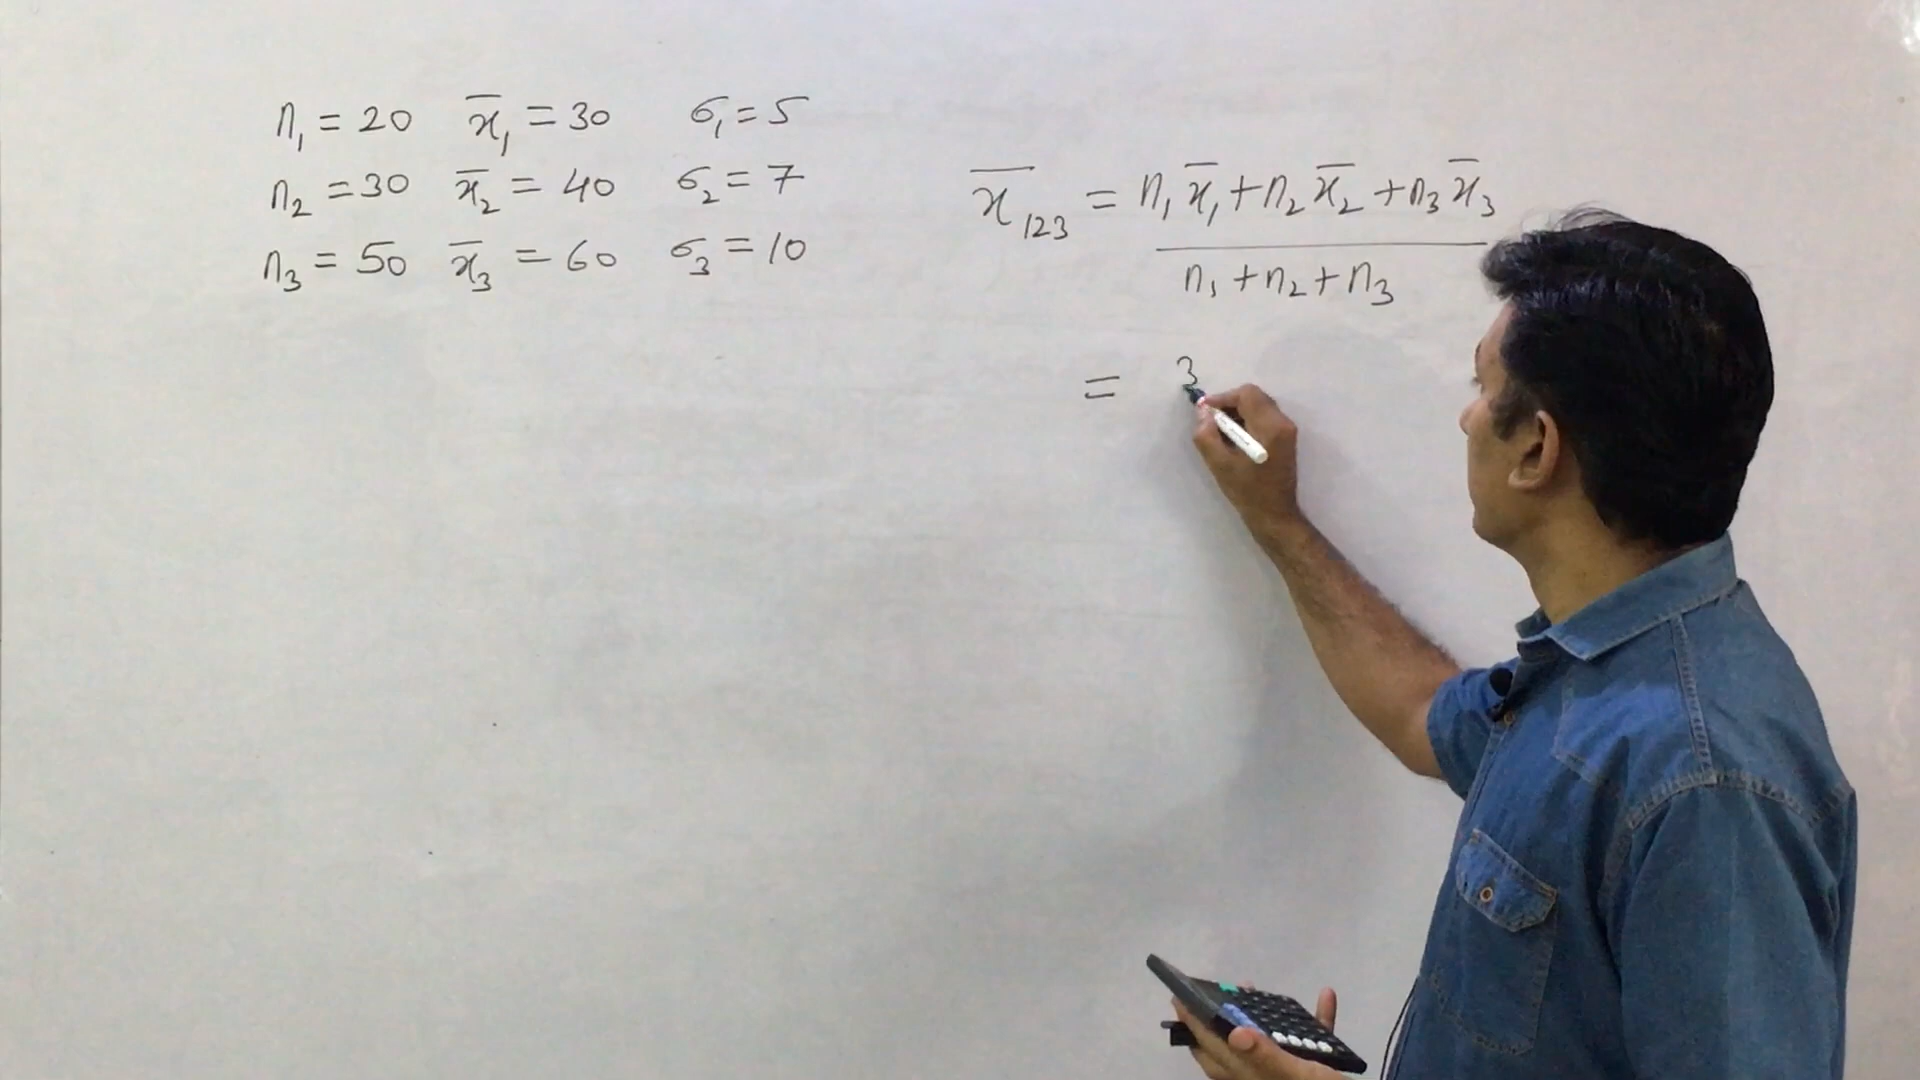 n₁ = 20 x̄₁ = 30 σ₁ = 5
n₂ = 30 x̄₂ = 40 σ₂ = 7
n₃ = 50 x̄₃ = 60 σ₃ = 10
x̄₁₂₃ = n₁x̄₁ + n₂x̄₂ + n₃x̄₃
n₁ + n₂ + n₃
= 3